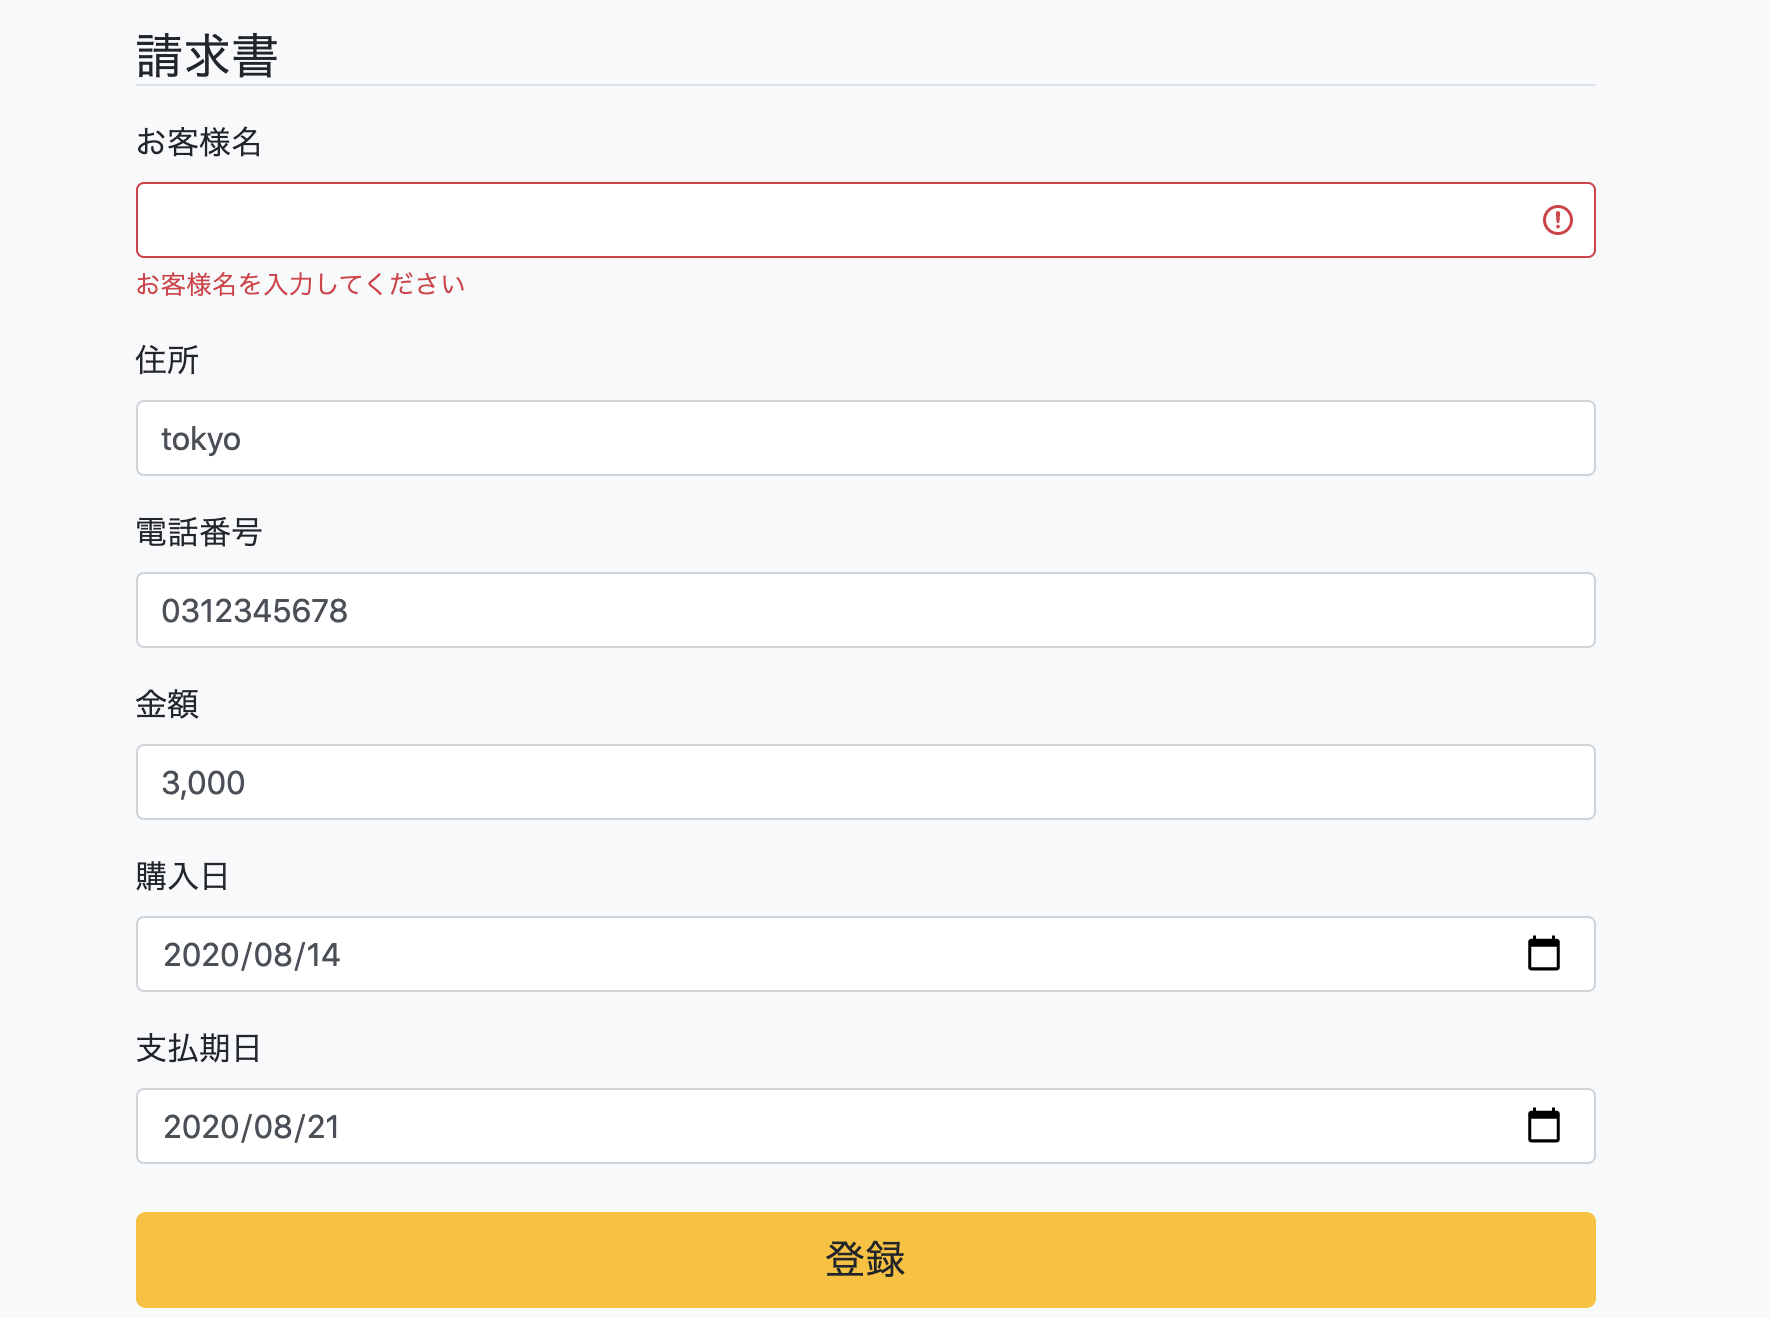 請求書
お客様名
お客様名を入力してください
住所
tokyo
電話番号
0312345678
金額
3,000
購入日
2020/08/14
支払期日
2020/08/21
登録